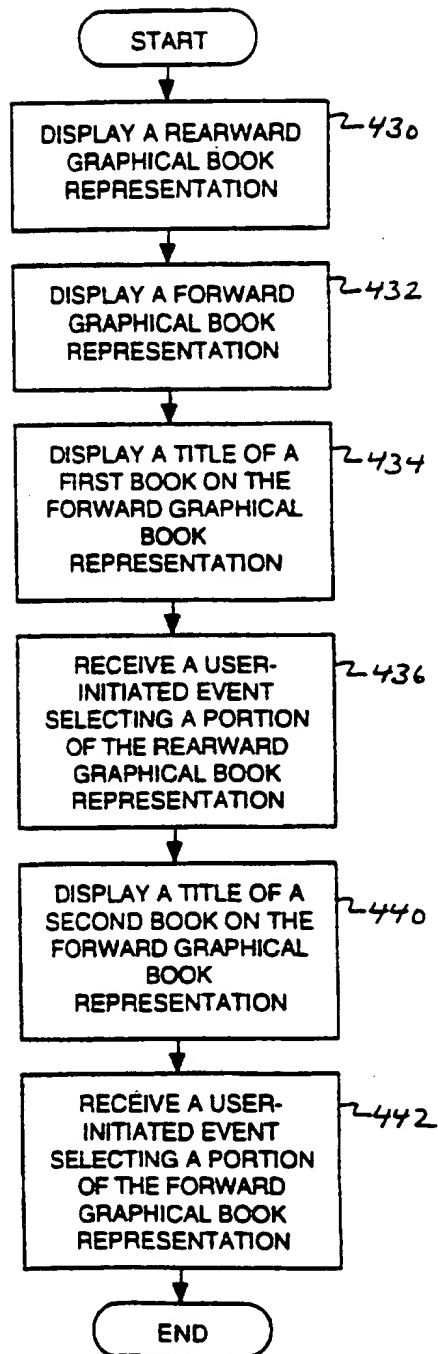 START
DISPLAY A REARWARD
GRAPHICAL BOOK
REPRESENTATION
430
DISPLAY A FORWARD
GRAPHICAL BOOK
REPRESENTATION
432
DISPLAY A TITLE OF A
FIRST BOOK ON THE
FORWARD GRAPHICAL
BOOK
REPRESENTATION
434
RECEIVE A USER-
INITIATED EVENT
SELECTING A PORTION
OF THE REARWARD
GRAPHICAL BOOK
REPRESENTATION
436
DISPLAY A TITLE OF A
SECOND BOOK ON THE
FORWARD GRAPHICAL
BOOK
REPRESENTATION
440
RECEIVE A USER-
INITIATED EVENT
SELECTING A PORTION
OF THE FORWARD
GRAPHICAL BOOK
REPRESENTATION
442
END